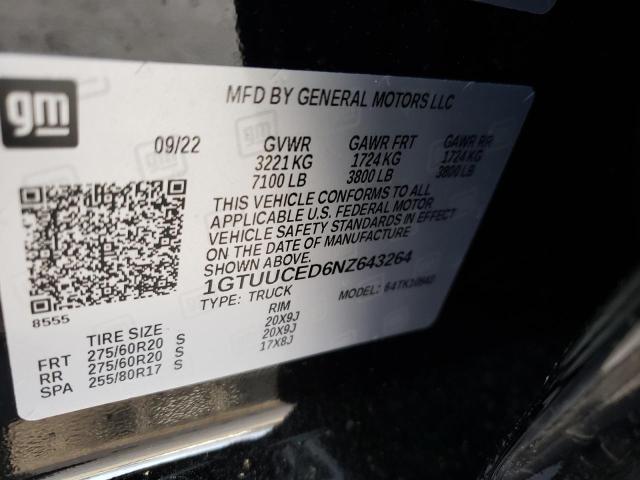 gm
MFD BY GENERAL MOTORS LLC
09/22 GVWR GAWR FRT GAWR RR
3221 KG 1724 KG 1724 KG
7100 LB 3800 LB 3800 LB
THIS VEHICLE CONFORMS TO ALL
APPLICABLE U.S. FEDERAL MOTOR
VEHICLE SAFETY STANDARDS IN EFFECT
ON THE DATE OF MANUFACTURE
SHOWN ABOVE.
1GTUUCED6NZ643264
TYPE: TRUCK MODEL:
8555
TIRE SIZE RIM
FRT 275/60R20 S 20X9J
RR 275/60R20 S 20X9J
SPA 255/80R17 S 17X8J